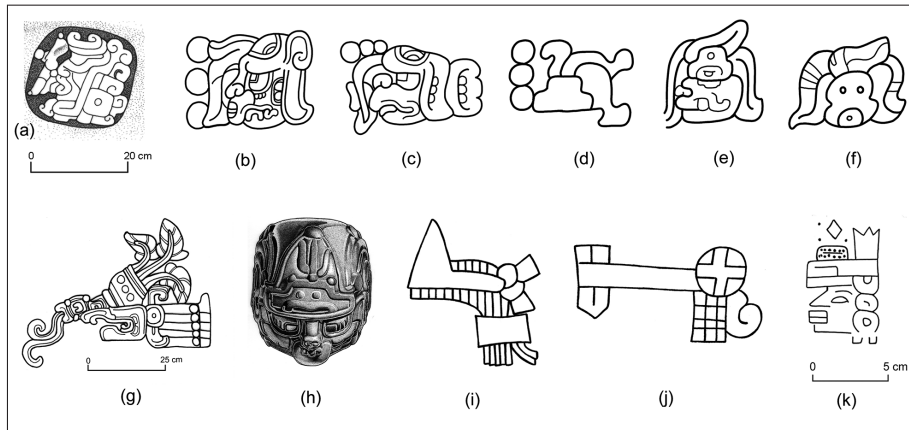 (a)
0 20 cm
(b)
(c)
(d)
(e)
(f)
0 25 cm
(g)
(h)
(i)
(j)
0 5 cm
(k)